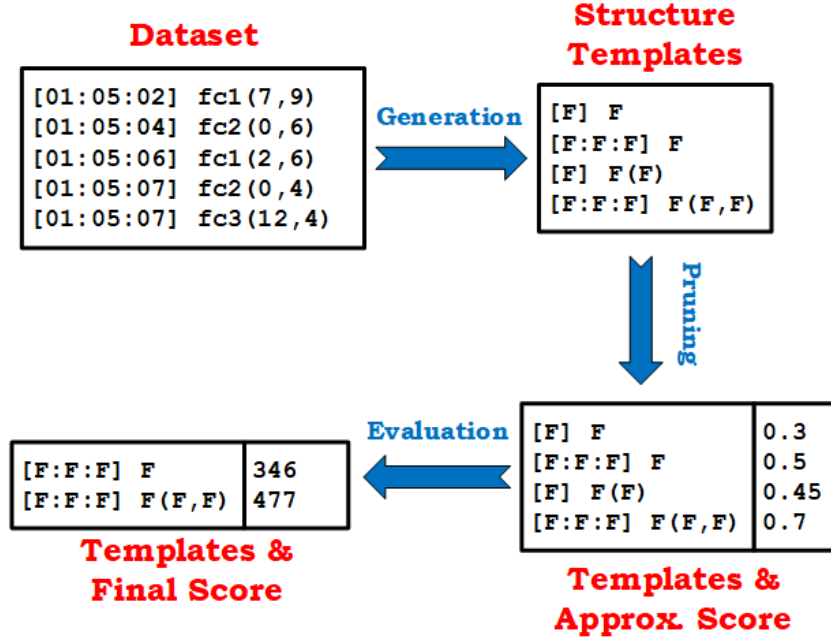 Dataset
[01:05:02] fc1(7,9)
[01:05:04] fc2(0,6)
[01:05:06] fc1(2,6)
[01:05:07] fc2(0,4)
[01:05:07] fc3(12,4)
Generation
Structure
Templates
[F] F
[F:F:F] F
[F] F(F)
[F:F:F] F(F,F)
Pruning
[F] F 0.3
[F:F:F] F 0.5
[F] F(F) 0.45
[F:F:F] F(F,F) 0.7
Templates &
Approx. Score
Evaluation
[F:F:F] F 346
[F:F:F] F(F,F) 477
Templates &
Final Score